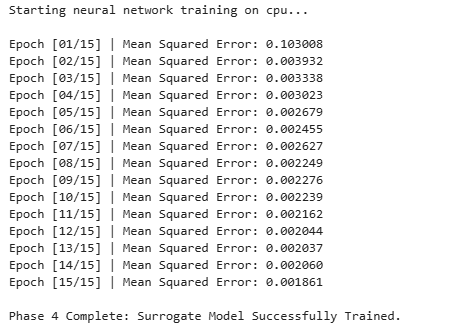 Starting neural network training on cpu...
Epoch [01/15] | Mean Squared Error: 0.103008
Epoch [02/15] | Mean Squared Error: 0.003932
Epoch [03/15] | Mean Squared Error: 0.003338
Epoch [04/15] | Mean Squared Error: 0.003023
Epoch [05/15] | Mean Squared Error: 0.002679
Epoch [06/15] | Mean Squared Error: 0.002455
Epoch [07/15] | Mean Squared Error: 0.002627
Epoch [08/15] | Mean Squared Error: 0.002249
Epoch [09/15] | Mean Squared Error: 0.002276
Epoch [10/15] | Mean Squared Error: 0.002239
Epoch [11/15] | Mean Squared Error: 0.002162
Epoch [12/15] | Mean Squared Error: 0.002044
Epoch [13/15] | Mean Squared Error: 0.002037
Epoch [14/15] | Mean Squared Error: 0.002060
Epoch [15/15] | Mean Squared Error: 0.001861
Phase 4 Complete: Surrogate Model Successfully Trained.